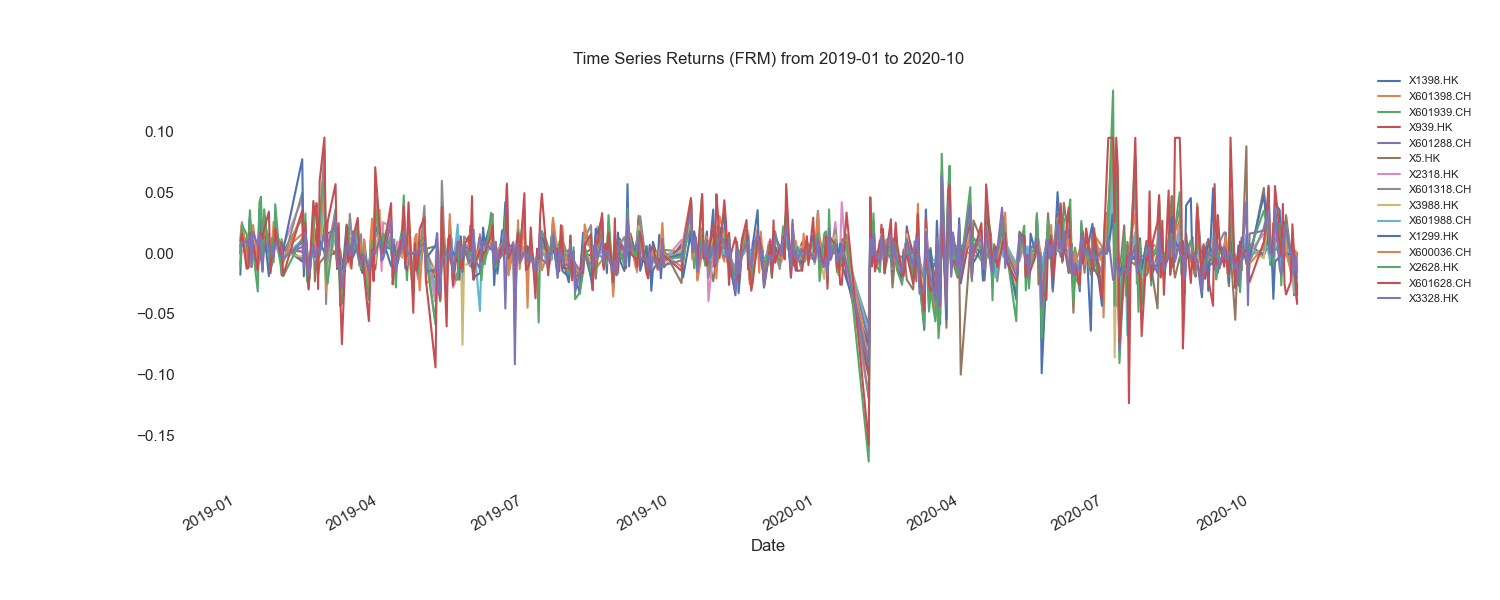 Time Series Returns (FRM) from 2019-01 to 2020-10
0.10
0.05
0.00
−0.05
−0.10
−0.15
2019-01
2019-04
2019-07
2019-10
2020-01
2020-04
2020-07
2020-10
Date
X1398.HK
X601398.CH
X601939.CH
X939.HK
X601288.CH
X5.HK
X2318.HK
X601318.CH
X3988.HK
X601988.CH
X1299.HK
X600036.CH
X2628.HK
X601628.CH
X3328.HK